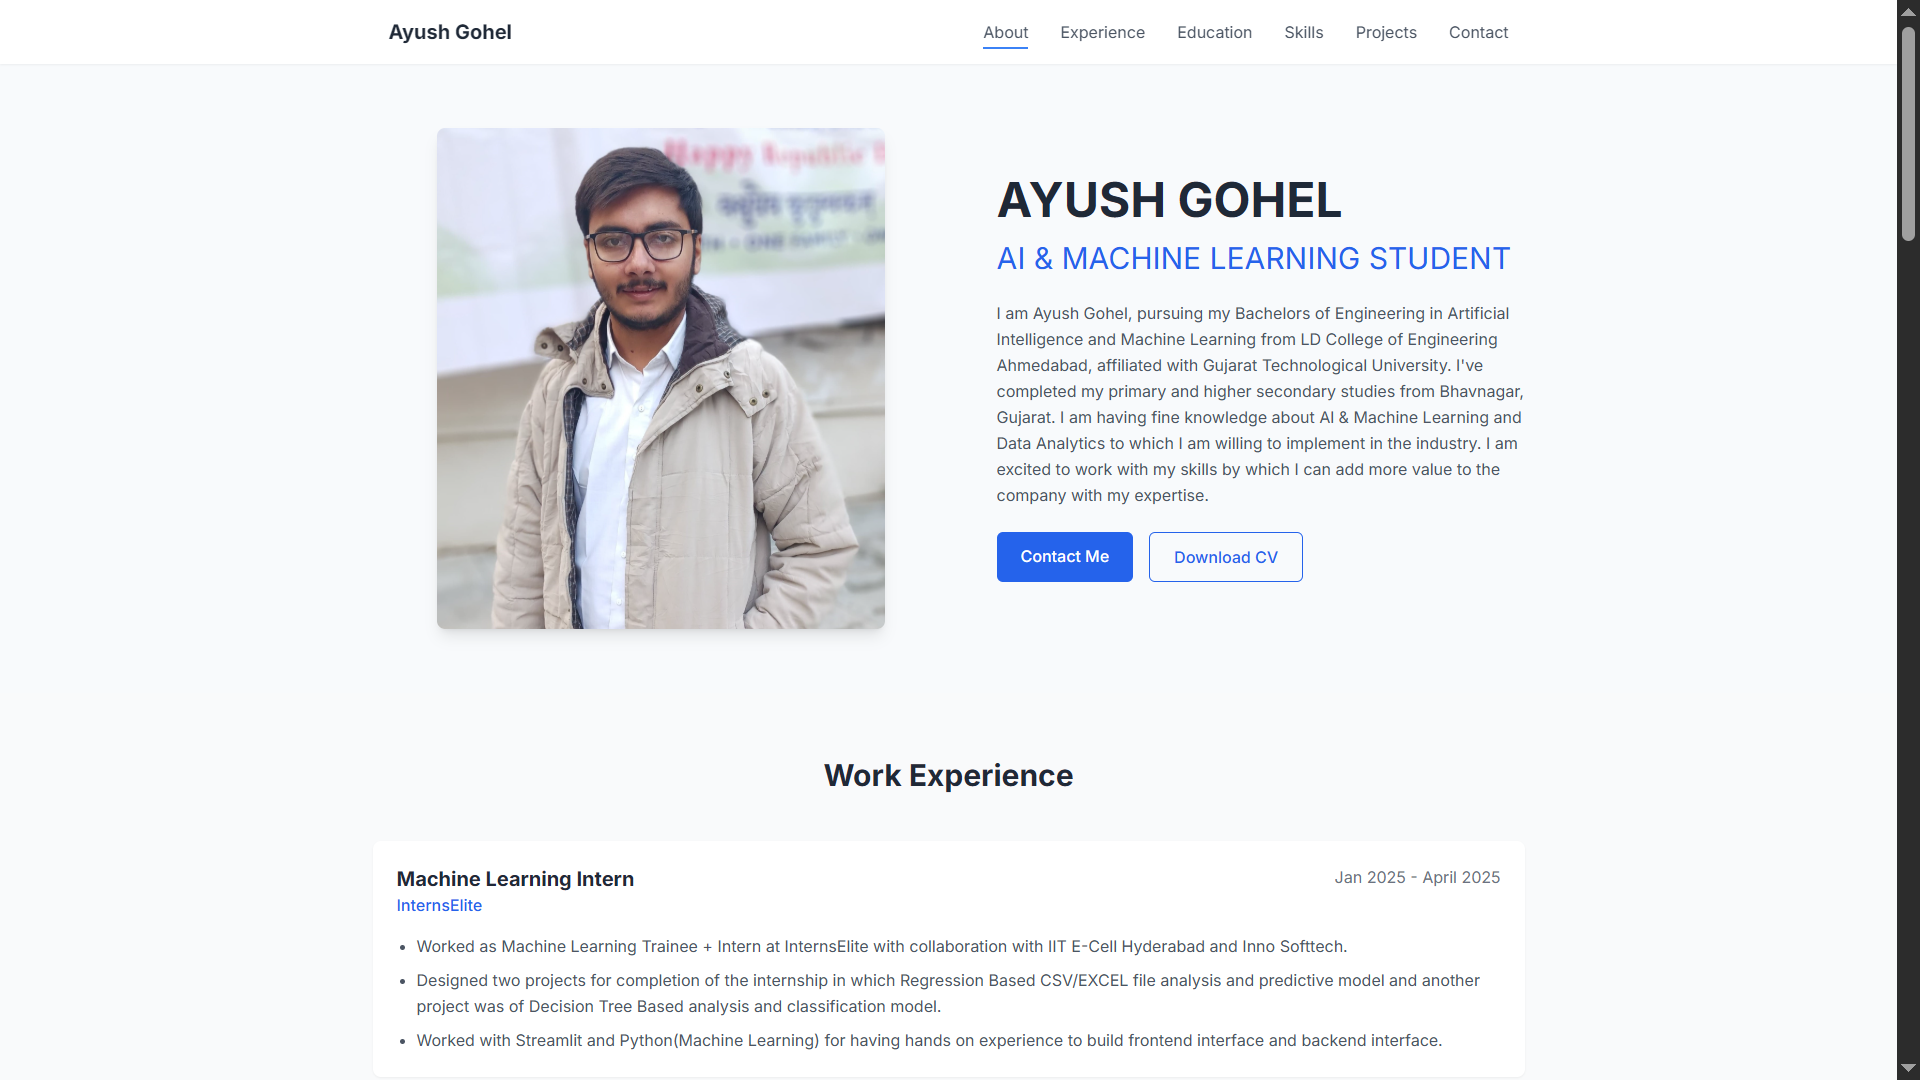 Ayush Gohel
About
Experience
Education
Skills
Projects
Contact
Happy Republic
AYUSH GOHEL
AI & MACHINE LEARNING STUDENT
I am Ayush Gohel, pursuing my Bachelors of Engineering in Artificial
Intelligence and Machine Learning from LD College of Engineering
Ahmedabad, affiliated with Gujarat Technological University. I've
completed my primary and higher secondary studies from Bhavnagar,
Gujarat. I am having fine knowledge about AI & Machine Learning and
Data Analytics to which I am willing to implement in the industry. I am
excited to work with my skills by which I can add more value to the
company with my expertise.
Contact Me
Download CV
Work Experience
Machine Learning Intern
Jan 2025 - April 2025
InternsElite
• Worked as Machine Learning Trainee + Intern at InternsElite with collaboration with IIT E-Cell Hyderabad and Inno Softtech.
• Designed two projects for completion of the internship in which Regression Based CSV/EXCEL file analysis and predictive model and another
project was of Decision Tree Based analysis and classification model.
• Worked with Streamlit and Python(Machine Learning) for having hands on experience to build frontend interface and backend interface.